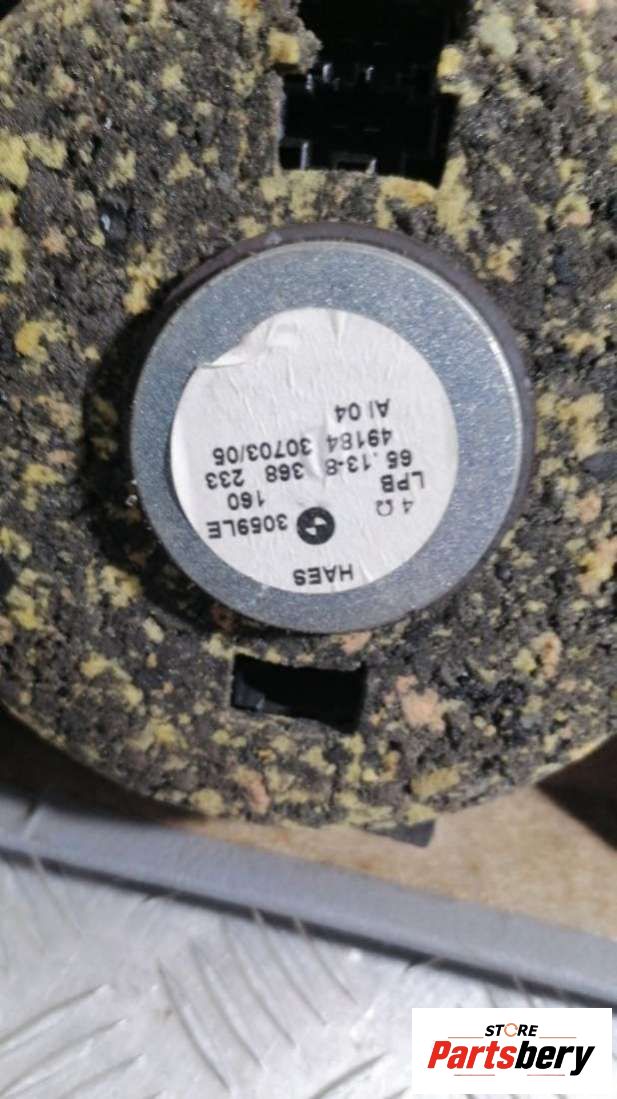 HAES
3059LE
4 Ω 160
LPB
65.13-8 368 233
49184 30703/05
AI 04
STORE
Partsbery